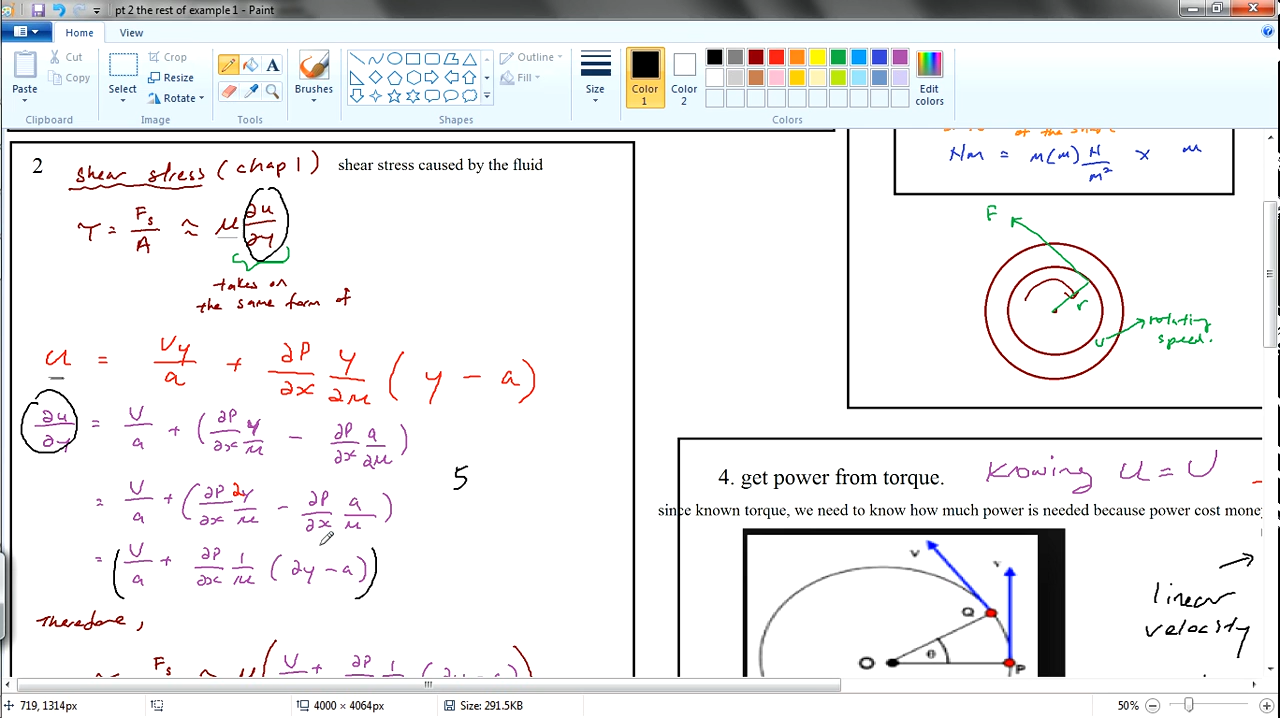 pt 2 the rest of example 1 - Paint
Home View
Paste
Cut
Copy
Clipboard
Select
Crop
Resize
Rotate
Image
Tools
Brushes
Shapes
Outline
Fill
Size
Color 1
Color 2
Edit colors
Colors
2 shear stress (chap 1) shear stress caused by the fluid
τ = Fs/A ≈ μ ∂u/∂y
takes on
the same form of
u = Vy/a + ∂P/∂x y/2μ (y - a)
∂u/∂y = V/a + (∂P/∂x y/μ - ∂P/∂x a/2μ)
= V/a + (∂P/∂x 2y/μ - ∂P/∂x a/μ)
= (V/a + ∂P/∂x 1/μ (2y - a))
5
Therefore,
Fs ≈ μ(V/ + ∂P 1/
Nm = m(m) N/m² × m
F
r
U
rotating
speed.
4. get power from torque. Knowing u = U
since known torque, we need to know how much power is needed because power cost mone
V
Q
O
θ
P
linear
velocity
719, 1314px
4000 × 4064px
Size: 291.5KB
50%